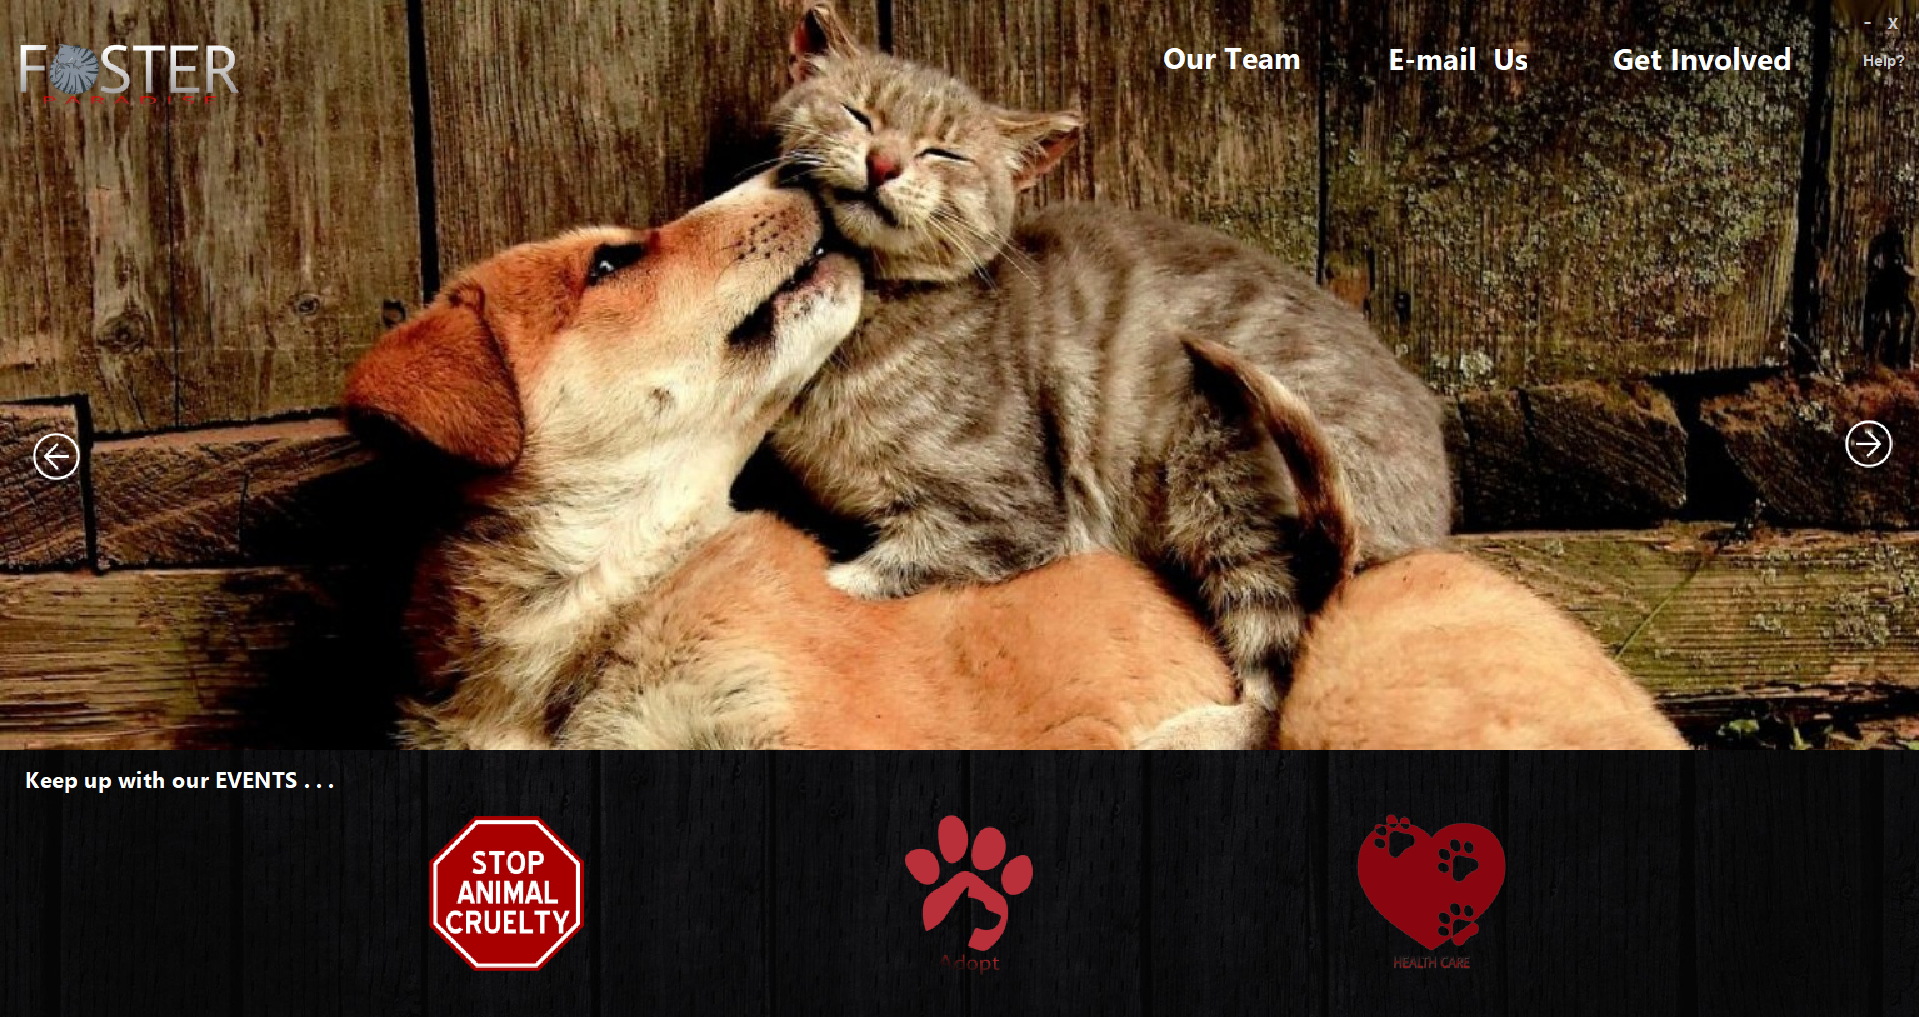 FOSTER
PARADISE
Our Team
E-mail Us
Get Involved
- X
Help?
Keep up with our EVENTS . . .
STOP
ANIMAL
CRUELTY
Adopt
HEALTH CARE